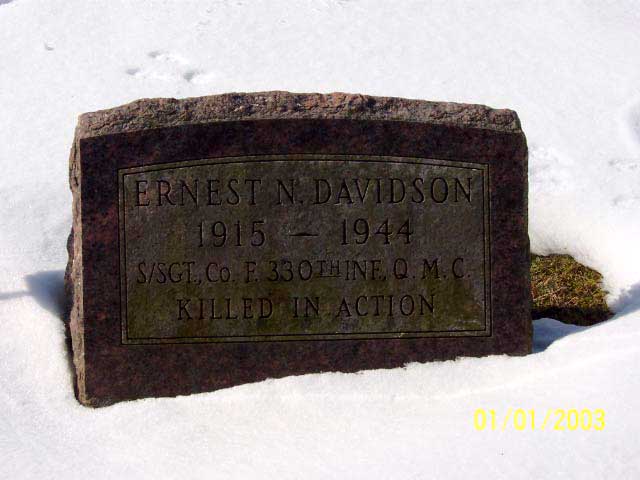 ERNEST N. DAVIDSON
1915 — 1944
S/SGT., CO. F. 330TH INF., Q. M. C.
KILLED IN ACTION
01/01/2003